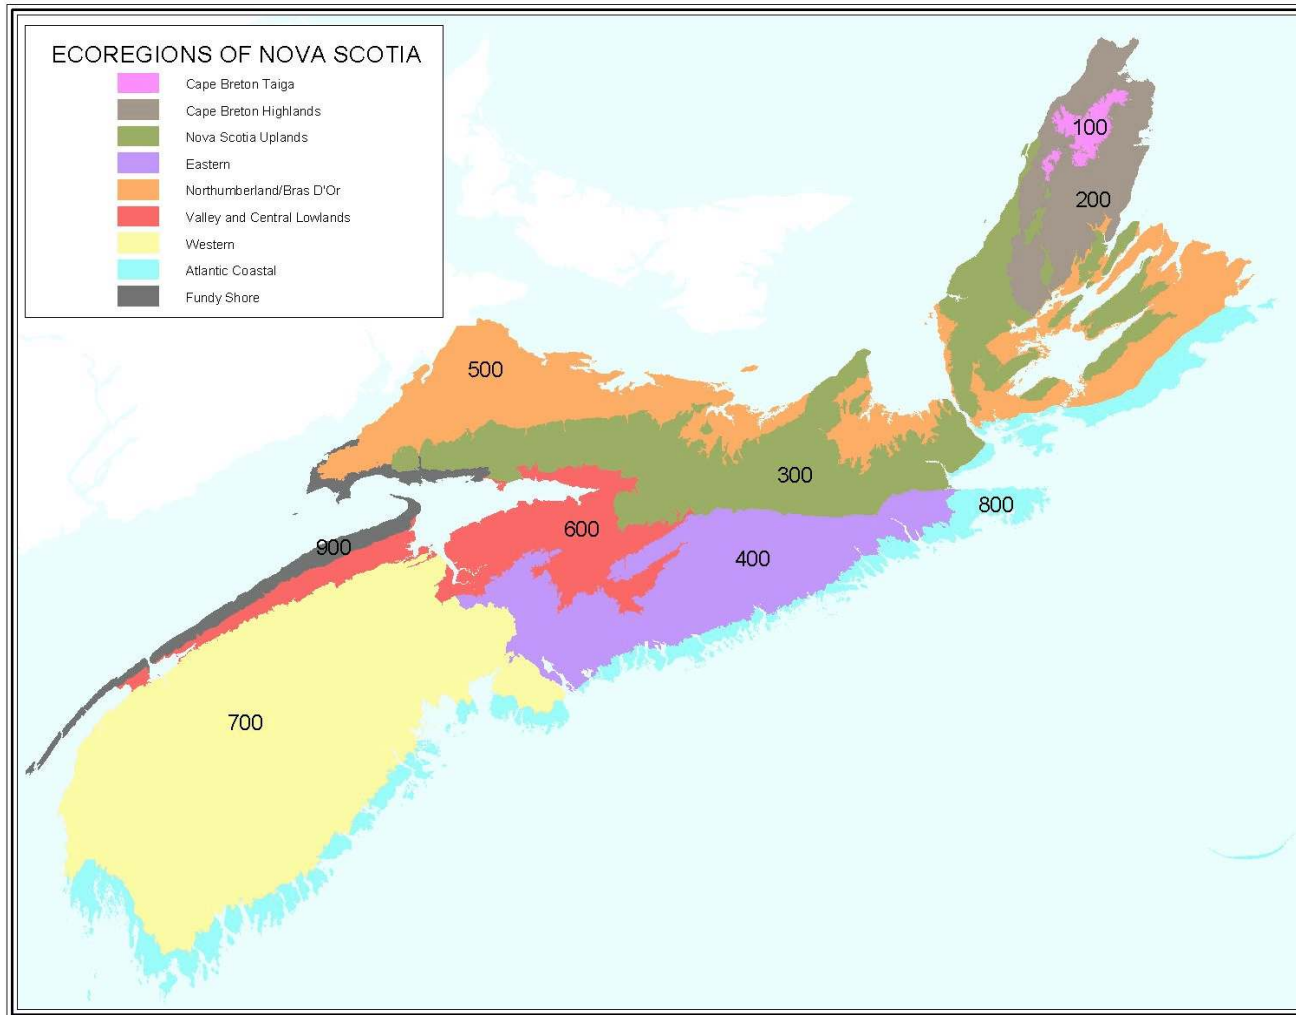 ECOREGIONS OF NOVA SCOTIA
Cape Breton Taiga
Cape Breton Highlands
Nova Scotia Uplands
Eastern
Northumberland/Bras D'Or
Valley and Central Lowlands
Western
Atlantic Coastal
Fundy Shore
100
200
500
300
800
600
900
400
700